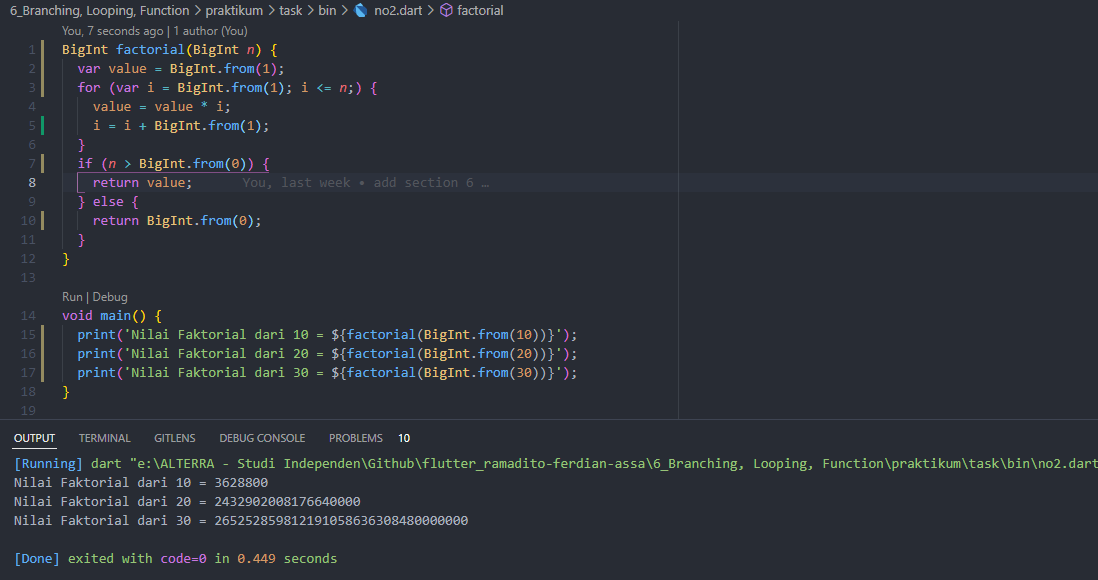 6_Branching, Looping, Function > praktikum > task > bin > no2.dart > factorial
You, 7 seconds ago | 1 author (You)
1 BigInt factorial(BigInt n) {
2 var value = BigInt.from(1);
3 for (var i = BigInt.from(1); i <= n;) {
4 value = value * i;
5 i = i + BigInt.from(1);
6 }
7 if (n > BigInt.from(0)) {
8 return value; You, last week • add section 6 …
9 } else {
10 return BigInt.from(0);
11 }
12 }
13
Run | Debug
14 void main() {
15 print('Nilai Faktorial dari 10 = ${factorial(BigInt.from(10))}');
16 print('Nilai Faktorial dari 20 = ${factorial(BigInt.from(20))}');
17 print('Nilai Faktorial dari 30 = ${factorial(BigInt.from(30))}');
18 }
19
OUTPUT TERMINAL GITLENS DEBUG CONSOLE PROBLEMS 10
[Running] dart "e:\ALTERRA - Studi Independen\Github\flutter_ramadito-ferdian-assa\6_Branching, Looping, Function\praktikum\task\bin\no2.dart
Nilai Faktorial dari 10 = 3628800
Nilai Faktorial dari 20 = 2432902008176640000
Nilai Faktorial dari 30 = 265252859812191058636308480000000
[Done] exited with code=0 in 0.449 seconds